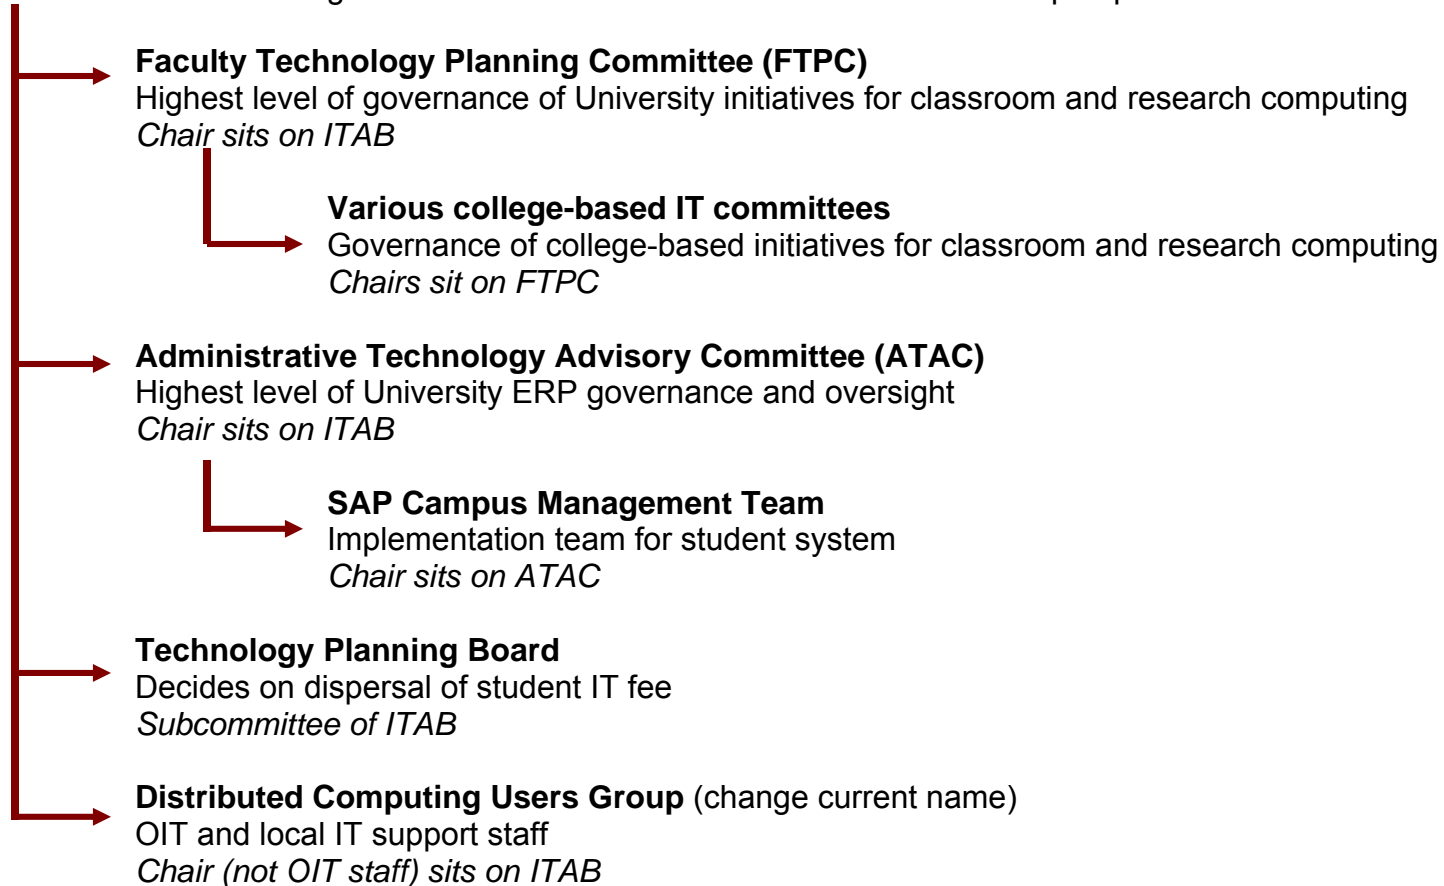 Faculty Technology Planning Committee (FTPC)
Highest level of governance of University initiatives for classroom and research computing
Chair sits on ITAB
Various college-based IT committees
Governance of college-based initiatives for classroom and research computing
Chairs sit on FTPC
Administrative Technology Advisory Committee (ATAC)
Highest level of University ERP governance and oversight
Chair sits on ITAB
SAP Campus Management Team
Implementation team for student system
Chair sits on ATAC
Technology Planning Board
Decides on dispersal of student IT fee
Subcommittee of ITAB
Distributed Computing Users Group (change current name)
OIT and local IT support staff
Chair (not OIT staff) sits on ITAB